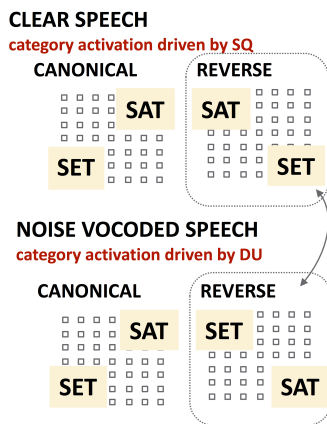 CLEAR SPEECH
category activation driven by SQ
CANONICAL REVERSE
SAT SAT
SET SET
NOISE VOCODED SPEECH
category activation driven by DU
CANONICAL REVERSE
SAT SET
SET SAT